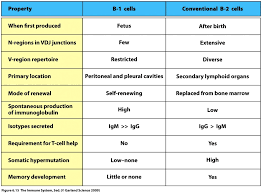 Property B-1 cells Conventional B-2 cells
When first produced Fetus After birth
N-regions in VDJ junctions Few Extensive
V-region repertoire Restricted Diverse
Primary location Peritoneal and pleural cavities Secondary lymphoid organs
Mode of renewal Self-renewing Replaced from bone marrow
Spontaneous production
of immunoglobulin High Low
Isotypes secreted IgM >> IgG IgG > IgM
Requirement for T-cell help No Yes
Somatic hypermutation Low–none High
Memory development Little or none Yes
Figure 6.15 The Immune System, 3ed. (© Garland Science 2009)